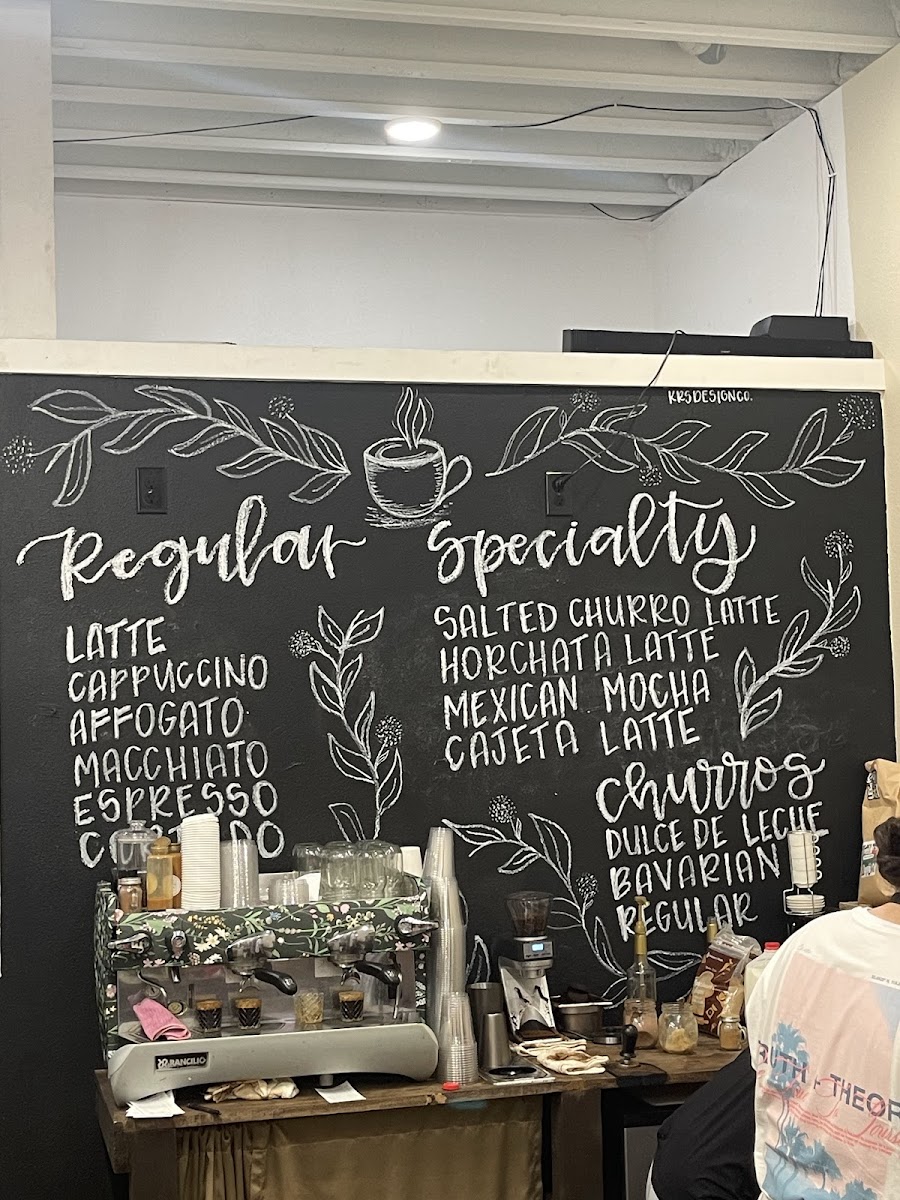 KRSDESIGNCO.
Regular
LATTE
CAPPUCCINO
AFFOGATO
MACCHIATO
ESPRESSO
Specialty
SALTED CHURRO LATTE
HORCHATA LATTE
MEXICAN MOCHA
CAJETA LATTE
Churros
DULCE DE LECHE
BAVARIAN
REGULAR
RANCILIO
THEOR